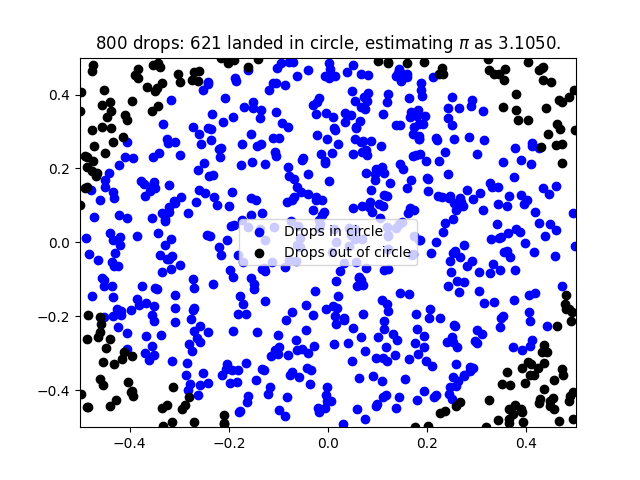 800 drops: 621 landed in circle, estimating π as 3.1050.
0.4
0.2
0.0
−0.2
−0.4
Drops in circle
Drops out of circle
−0.4 −0.2 0.0 0.2 0.4